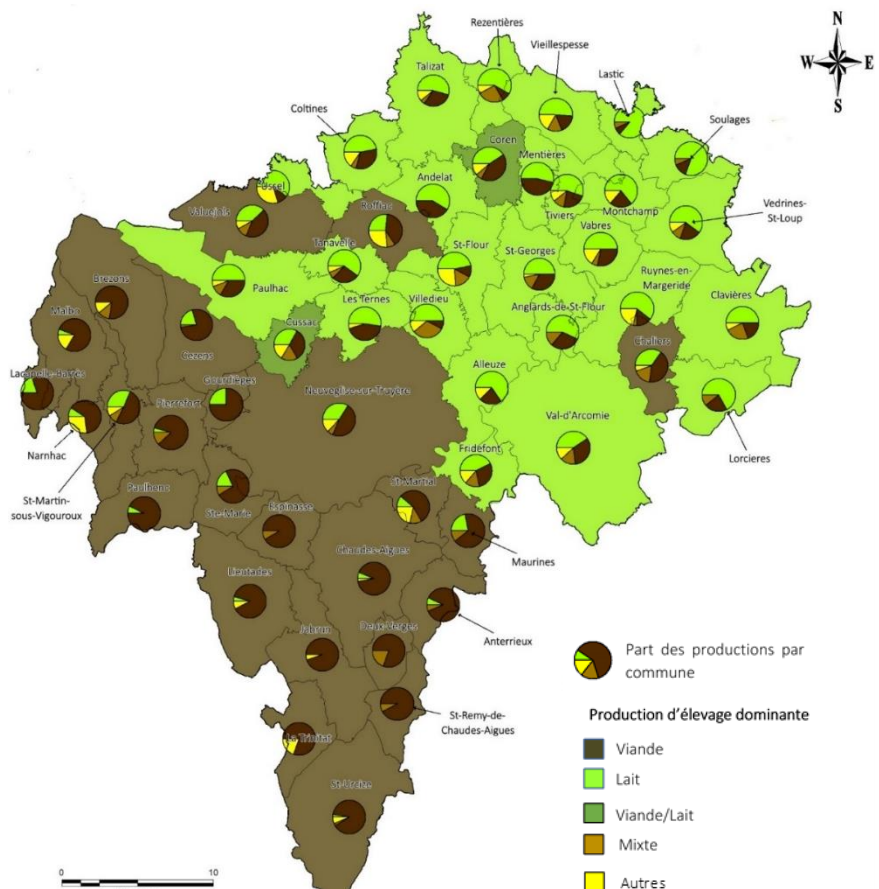 Rezentières
N
Vieillespesse
Talizat
W
E
Lastic
S
Coltines
Soulages
Coren
Mentières
Andelat
Ussel
Vedrines-
St-Loup
Valuejols
Roffiac
Tiviers
Montchamp
Vabres
Tanavelle
St-Flour
St-Georges
Ruynes-en-
Margeride
Brezons
Paulhac
Les Ternes
Villedieu
Anglards-de-St-Flour
Clavières
Malbo
Cussac
Cezens
Chaliers
Alleuze
Lacapelle-Barrès
Gourdièges
Neuveglise-sur-Truyère
Pierrefort
Val-d'Arcomie
Narnhac
Fridefont
Lorcieres
St-Martin-
sous-Vigouroux
St-Martial
Paulhenc
Ste-Marie
Espinasse
Maurines
Chaudes-Aigues
Lieutades
Anterrieux
Jabrun
Deux-Verges
Part des productions par
commune
St-Remy-de-
Chaudes-Aigues
Production d'élevage dominante
La Trinitat
Viande
Lait
St-Urcize
Viande/Lait
Mixte
0
10
Autres